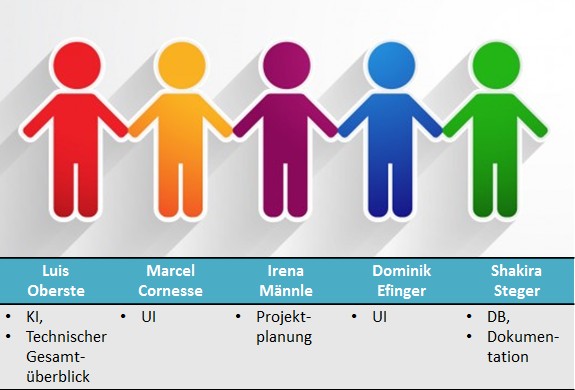 Luis
Oberste
Marcel
Cornesse
Irena
Männle
Dominik
Efinger
Shakira
Steger
• KI,
• Technischer
Gesamt-
überblick
• UI
• Projekt-
planung
• UI
• DB,
• Dokumen-
tation